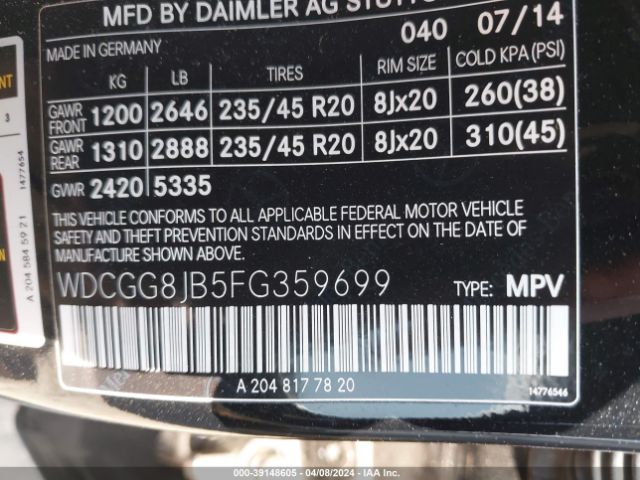 MFD BY DAIMLER AG
040 07/14
MADE IN GERMANY
KG LB TIRES RIM SIZE COLD KPA(PSI)
GAWR FRONT 1200 2646 235/45 R20 8Jx20 260(38)
GAWR REAR 1310 2888 235/45 R20 8Jx20 310(45)
GVWR 2420 5335
THIS VEHICLE CONFORMS TO ALL APPLICABLE FEDERAL MOTOR VEHICLE
SAFETY AND THEFT PREVENTION STANDARDS IN EFFECT ON THE DATE OF
MANUFACTURE SHOWN ABOVE.
WDCGG8JB5FG359699 TYPE: MPV
A 204 817 78 20
14776546
3
1477654
A 204 584 59 21
000-39148605 - 04/08/2024 - IAAI.COM